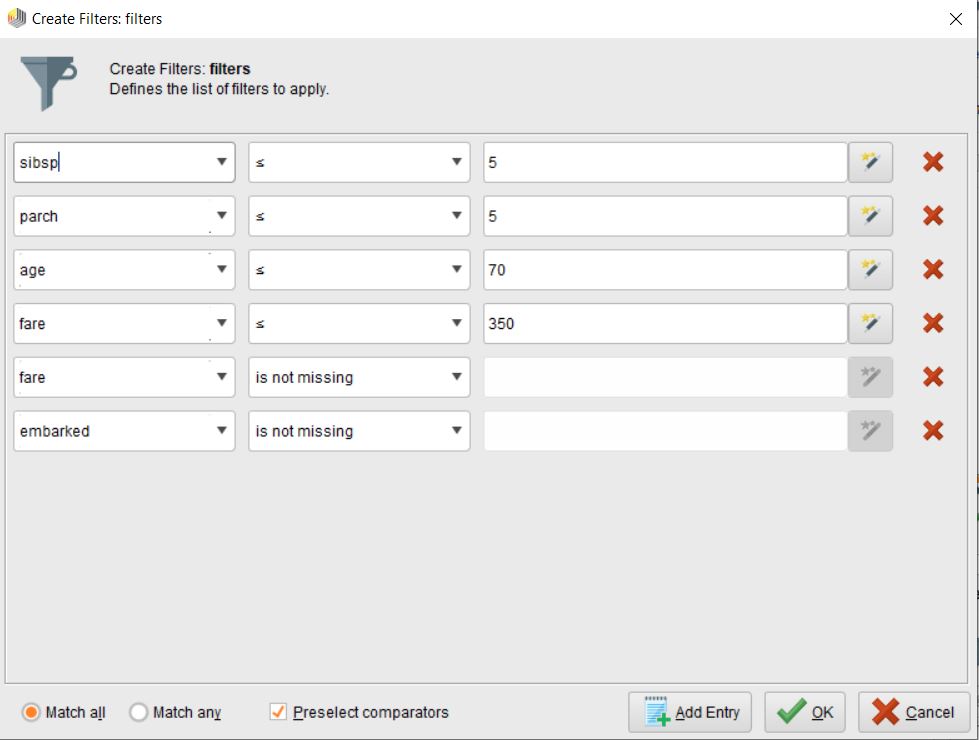 Create Filters: filters
Create Filters: filters
Defines the list of filters to apply.
sibsp ≤ 5
parch ≤ 5
age ≤ 70
fare ≤ 350
fare is not missing
embarked is not missing
Match all Match any Preselect comparators Add Entry OK Cancel